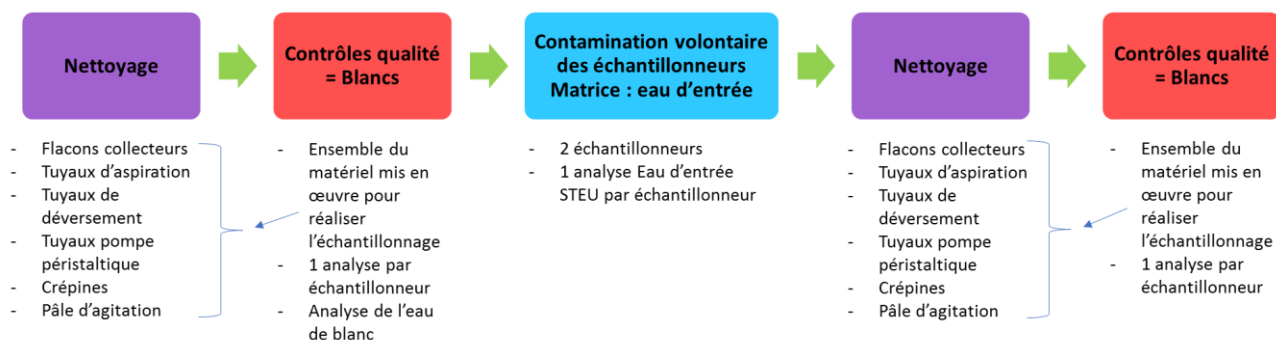 Nettoyage
Contrôles qualité
= Blancs
Contamination volontaire
des échantilloneurs
Matrice : eau d'entrée
Nettoyage
Contrôles qualité
= Blancs
- Flacons collecteurs
- Tuyaux d'aspiration
- Tuyaux de
déversement
- Tuyaux pompe
péristaltique
- Crépines
- Pâle d'agitation
- Ensemble du
matériel mis en
œuvre pour
réaliser
l'échantillonnage
- 1 analyse par
échantillonneur
- Analyse de l'eau
de blanc
- 2 échantillonneurs
- 1 analyse Eau d'entrée
STEU par échantillonneur
- Flacons collecteurs
- Tuyaux d'aspiration
- Tuyaux de
déversement
- Tuyaux pompe
péristaltique
- Crépines
- Pâle d'agitation
- Ensemble du
matériel mis en
œuvre pour
réaliser
l'échantillonnage
- 1 analyse par
échantillonneur